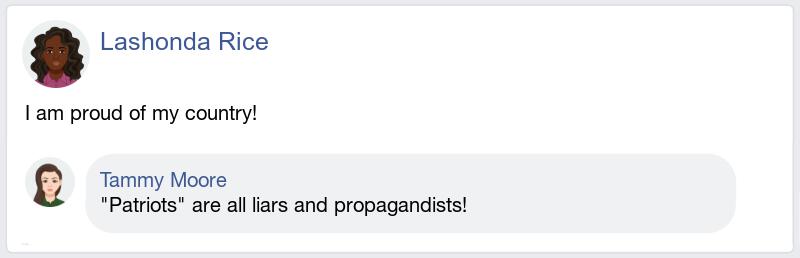 Lashonda Rice
I am proud of my country!
Tammy Moore
"Patriots" are all liars and propagandists!